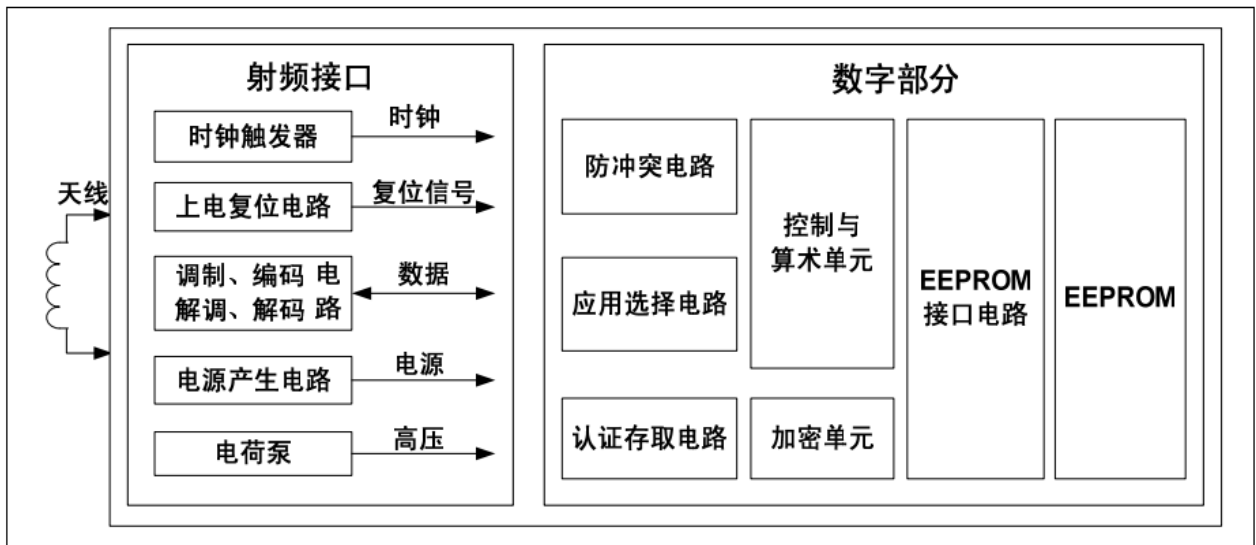 射频接口
数字部分
天线
时钟触发器
时钟
上电复位电路
复位信号
调制、编码 电
解调、解码 路
数据
电源产生电路
电源
电荷泵
高压
防冲突电路
应用选择电路
认证存取电路
控制与
算术单元
加密单元
EEPROM
接口电路
EEPROM